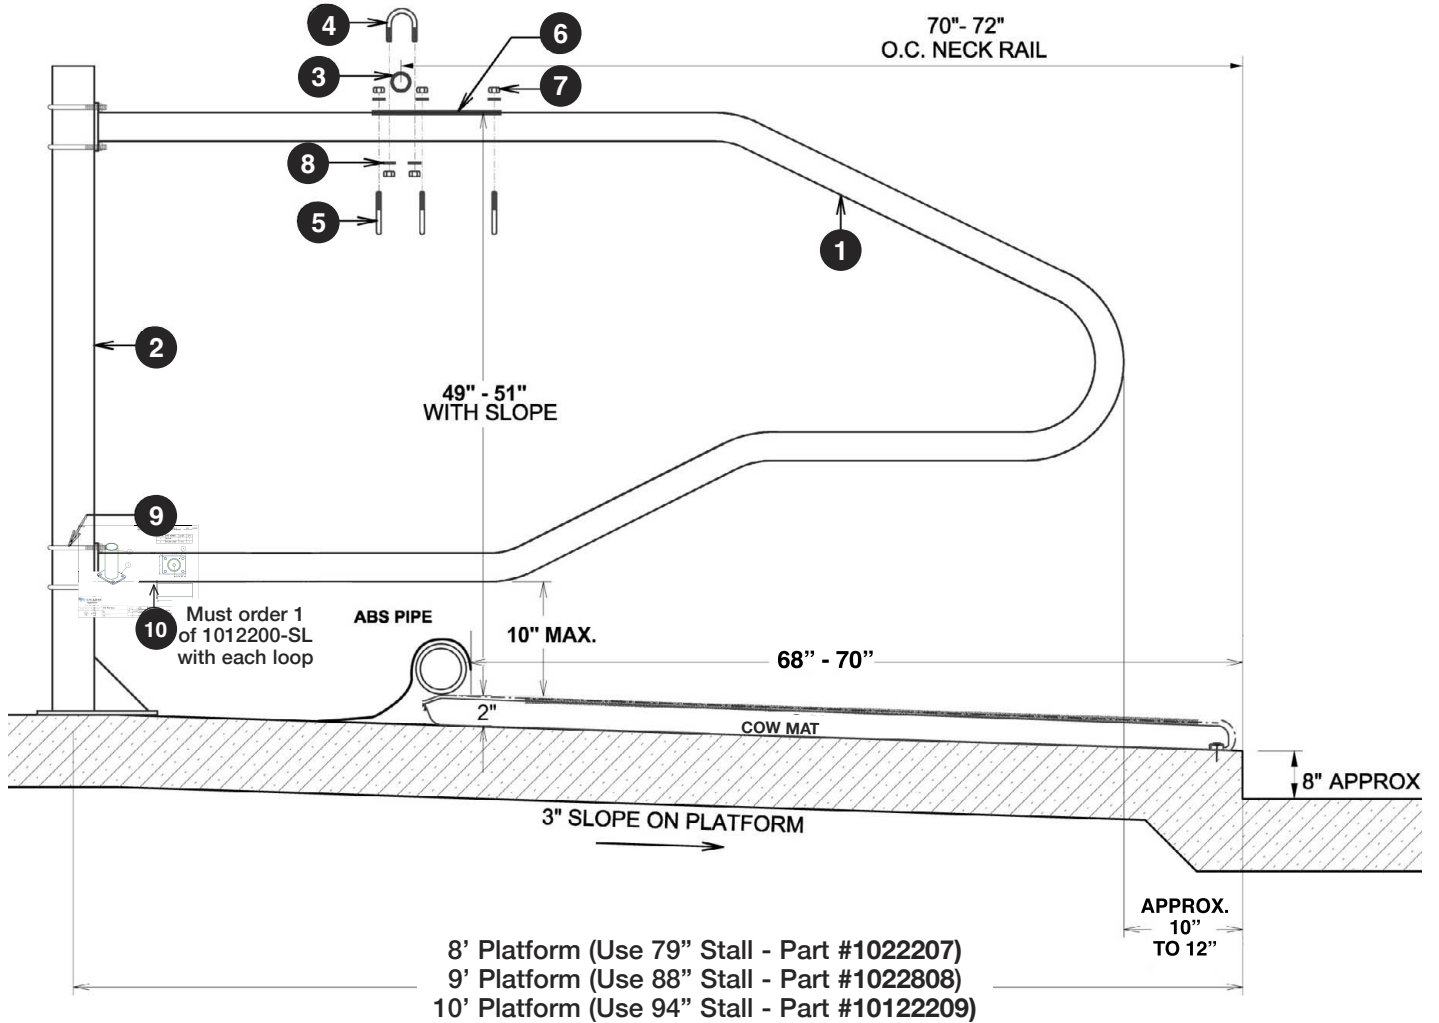 4
6
70"- 72"
O.C. NECK RAIL
3
7
8
5
1
2
49" - 51"
WITH SLOPE
9
10
Must order 1
of 1012200-SL
with each loop
ABS PIPE
10" MAX.
68” - 70”
2"
COW MAT
8" APPROX
3" SLOPE ON PLATFORM
APPROX.
10”
TO 12”
8’ Platform (Use 79” Stall - Part #1022207)
9’ Platform (Use 88” Stall - Part #1022808)
10’ Platform (Use 94” Stall - Part #10122209)